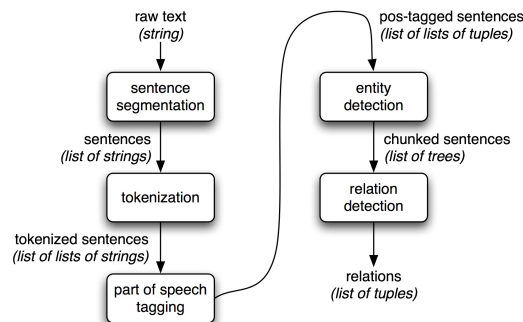 raw text
(string)
sentence
segmentation
sentences
(list of strings)
tokenization
tokenized sentences
(list of lists of strings)
part of speech
tagging
pos-tagged sentences
(list of lists of tuples)
entity
detection
chunked sentences
(list of trees)
relation
detection
relations
(list of tuples)